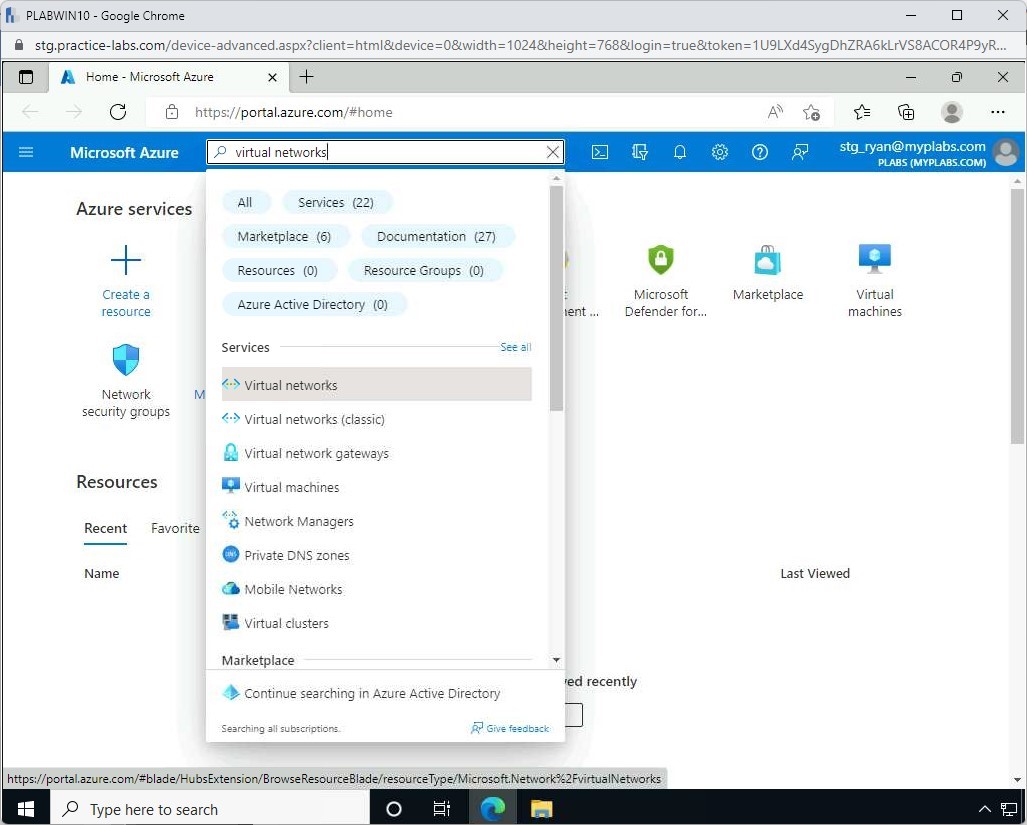 PLABWIN10 - Google Chrome
stg.practice-labs.com/device-advanced.aspx?client=html&device=0&width=1024&height=768&login=true&token=1U9LXd4SygDhZRA6kLrVS8ACOR4P9yR...
Home - Microsoft Azure
https://portal.azure.com/#home
Microsoft Azure
virtual networks
stg_ryan@myplabs.com
PLABS (MYPLABS.COM)
Azure services
All
Services (22)
Marketplace (6)
Documentation (27)
Resources (0)
Resource Groups (0)
Azure Active Directory (0)
Create a
resource
t
ment ...
Microsoft
Defender for...
Marketplace
Virtual
machines
Network
security groups
M
Services
See all
Virtual networks
Virtual networks (classic)
Virtual network gateways
Virtual machines
Network Managers
Private DNS zones
Mobile Networks
Virtual clusters
Marketplace
Continue searching in Azure Active Directory
Searching all subscriptions.
Give feedback
Resources
Recent
Favorite
Name
Last Viewed
ved recently
https://portal.azure.com/#blade/HubsExtension/BrowseResourceBlade/resourceType/Microsoft.Network%2FvirtualNetworks
Type here to search